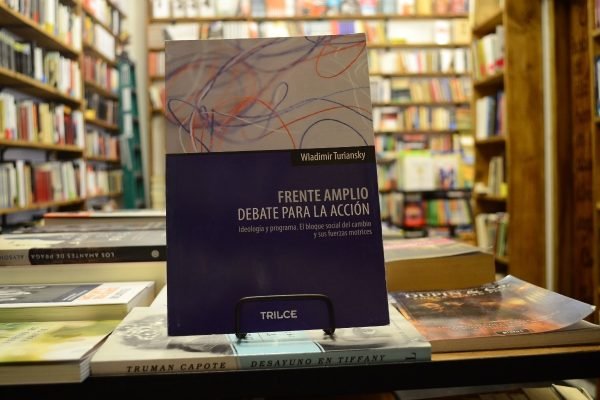 Wladimir Turiansky
FRENTE AMPLIO
DEBATE PARA LA ACCIÓN
Ideología y programa. El bloque social del cambio
y sus fuerzas motrices
TRILCE
ALYSON
LOS AMANTES DE PRAGA
TRUMAN CAPOTE DESAYUNO EN TIFFANY